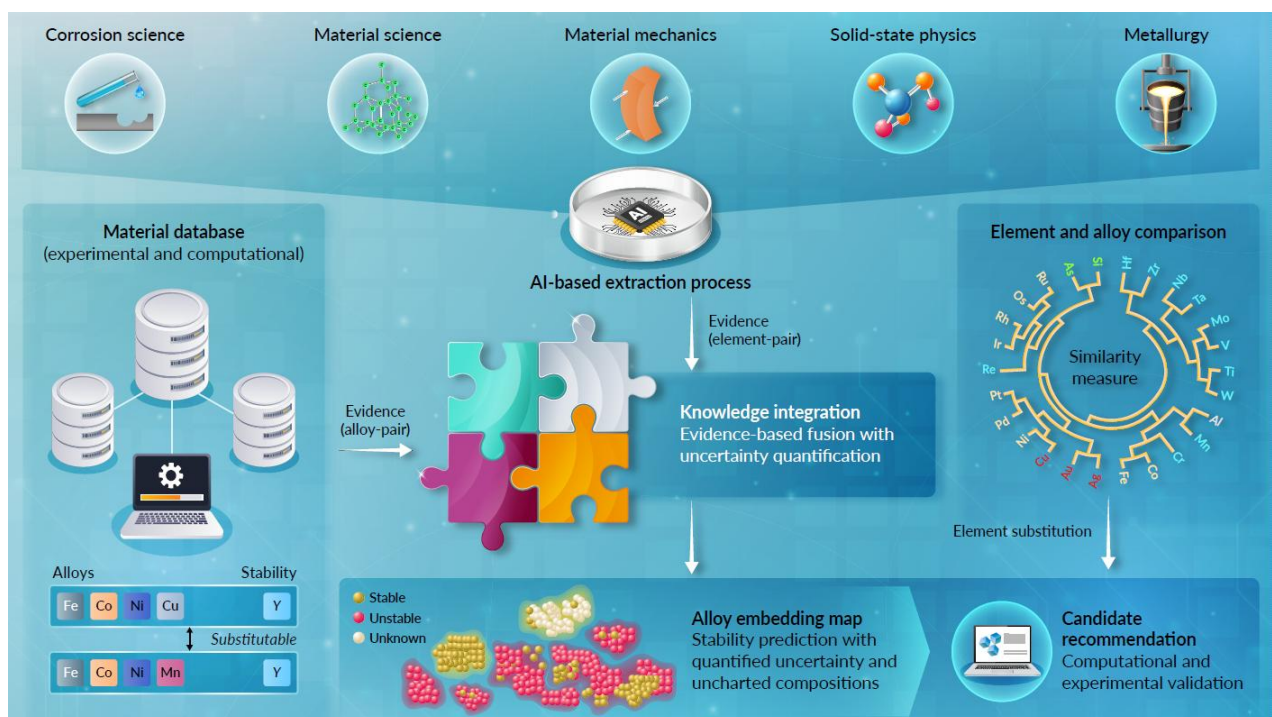 Corrosion science
Material science
Material mechanics
Solid-state physics
Metallurgy
AI
Material database
(experimental and computational)
AI-based extraction process
Element and alloy comparison
Evidence
(element-pair)
Evidence
(alloy-pair)
Knowledge integration
Evidence-based fusion with
uncertainty quantification
Similarity
measure
Re
Ir
Rh
Os
Ru
As
Si
Hf
Zr
Nb
Ta
Mo
V
Ti
W
Al
Mn
Cr
Co
Fe
Ag
Au
Cu
Ni
Pd
Pt
Element substitution
Alloys
Stability
Fe Co Ni Cu Y
Substitutable
Fe Co Ni Mn Y
Stable
Unstable
Unknown
Alloy embedding map
Stability prediction with
quantified uncertainty and
uncharted compositions
Candidate
recommendation
Computational and
experimental validation